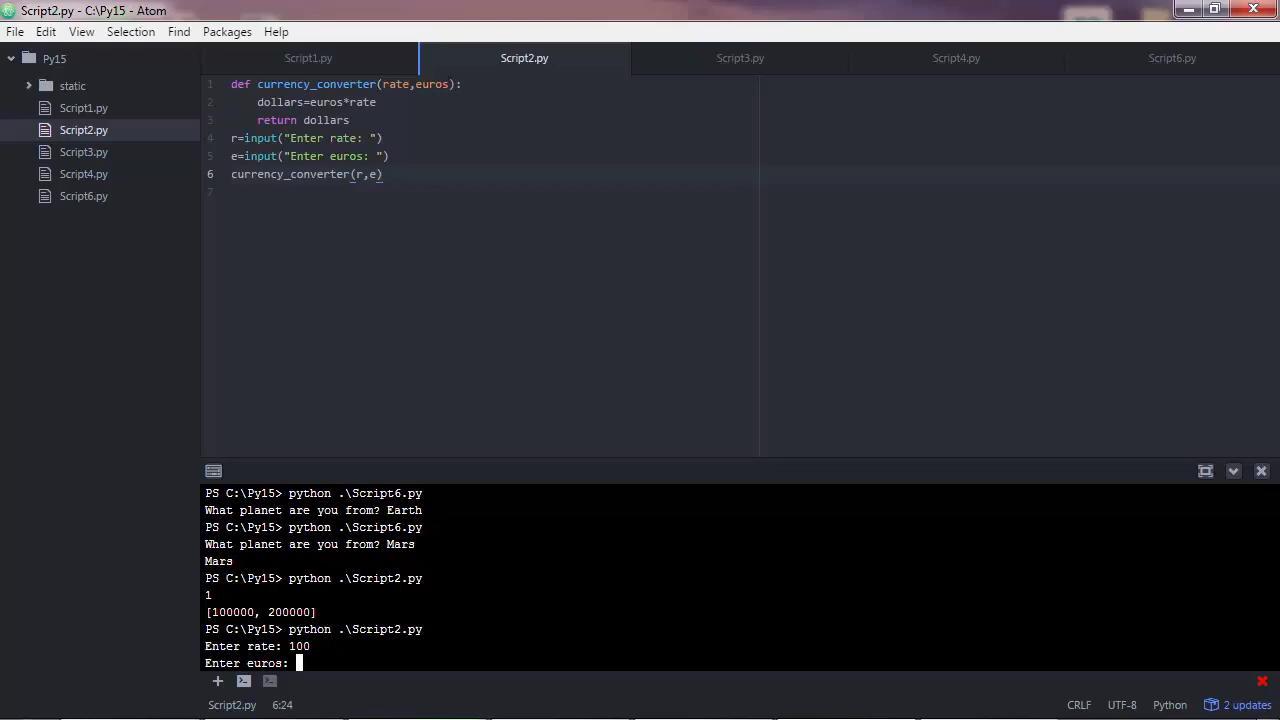 Script2.py - C:\Py15 - Atom
File Edit View Selection Find Packages Help
Py15
static
Script1.py
Script2.py
Script3.py
Script4.py
Script6.py
Script1.py Script2.py Script3.py Script4.py Script6.py
1 def currency_converter(rate,euros):
2 dollars=euros*rate
3 return dollars
4 r=input("Enter rate: ")
5 e=input("Enter euros: ")
6 currency_converter(r,e)
7
PS C:\Py15> python .\Script6.py
What planet are you from? Earth
PS C:\Py15> python .\Script6.py
What planet are you from? Mars
Mars
PS C:\Py15> python .\Script2.py
1
[100000, 200000]
PS C:\Py15> python .\Script2.py
Enter rate: 100
Enter euros:
Script2.py 6:24 CRLF UTF-8 Python 2 updates